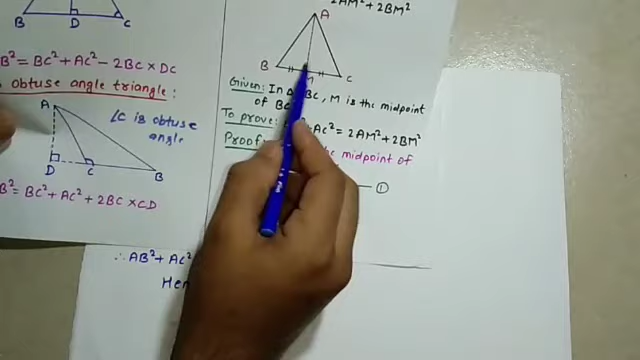 B D C
B² = BC² + AC² - 2BC × DC
obtuse angle triangle :
A
∠C is obtuse
angle
D C B
B² = BC² + AC² + 2BC × CD
2AM² + 2BM²
A
B M C
Given: In BC, M is the midpoint
of BC
To prove: AC² = 2AM² + 2BM²
Proof: the midpoint of
①
∴ AB² + AC²